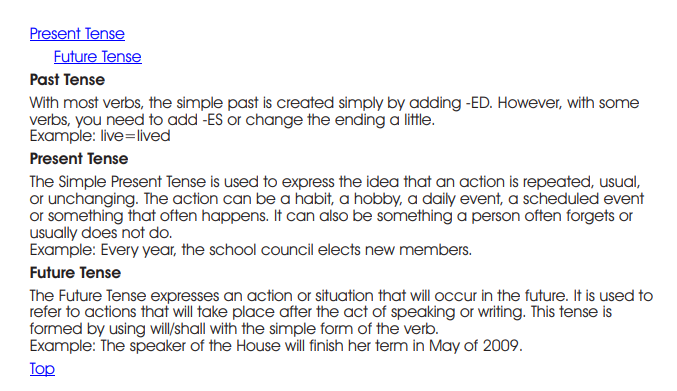 Present Tense
Future Tense
Past Tense
With most verbs, the simple past is created simply by adding -ED. However, with some
verbs, you need to add -ES or change the ending a little.
Example: live=lived
Present Tense
The Simple Present Tense is used to express the idea that an action is repeated, usual,
or unchanging. The action can be a habit, a hobby, a daily event, a scheduled event
or something that often happens. It can also be something a person often forgets or
usually does not do.
Example: Every year, the school council elects new members.
Future Tense
The Future Tense expresses an action or situation that will occur in the future. It is used to
refer to actions that will take place after the act of speaking or writing. This tense is
formed by using will/shall with the simple form of the verb.
Example: The speaker of the House will finish her term in May of 2009.
Top